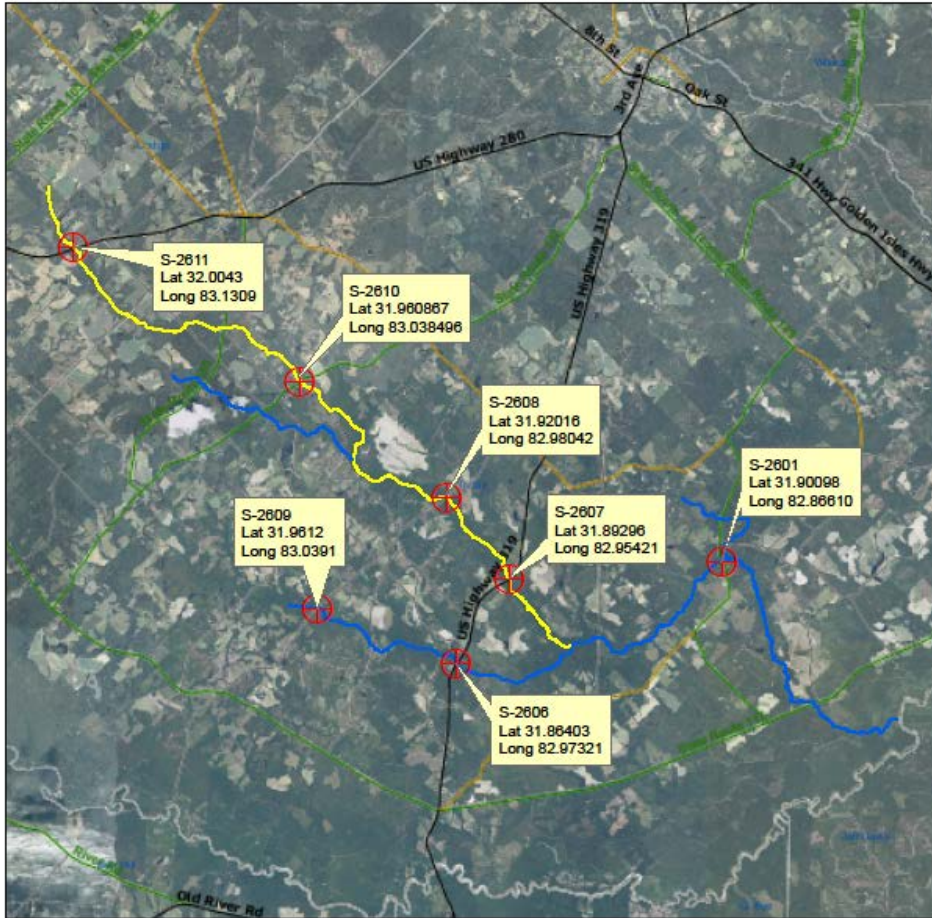 8th St
3rd Ave
Oak St
US Highway 280
341 Hwy Golden Isles Hwy
US Highway 319
S-2611
Lat 32.0043
Long 83.1309
S-2610
Lat 31.960867
Long 83.038496
S-2608
Lat 31.92016
Long 82.98042
S-2601
Lat 31.90098
Long 82.86610
S-2609
Lat 31.9612
Long 83.0391
S-2607
Lat 31.89296
Long 82.95421
US Highway 319
S-2606
Lat 31.86403
Long 82.97321
Old River Rd